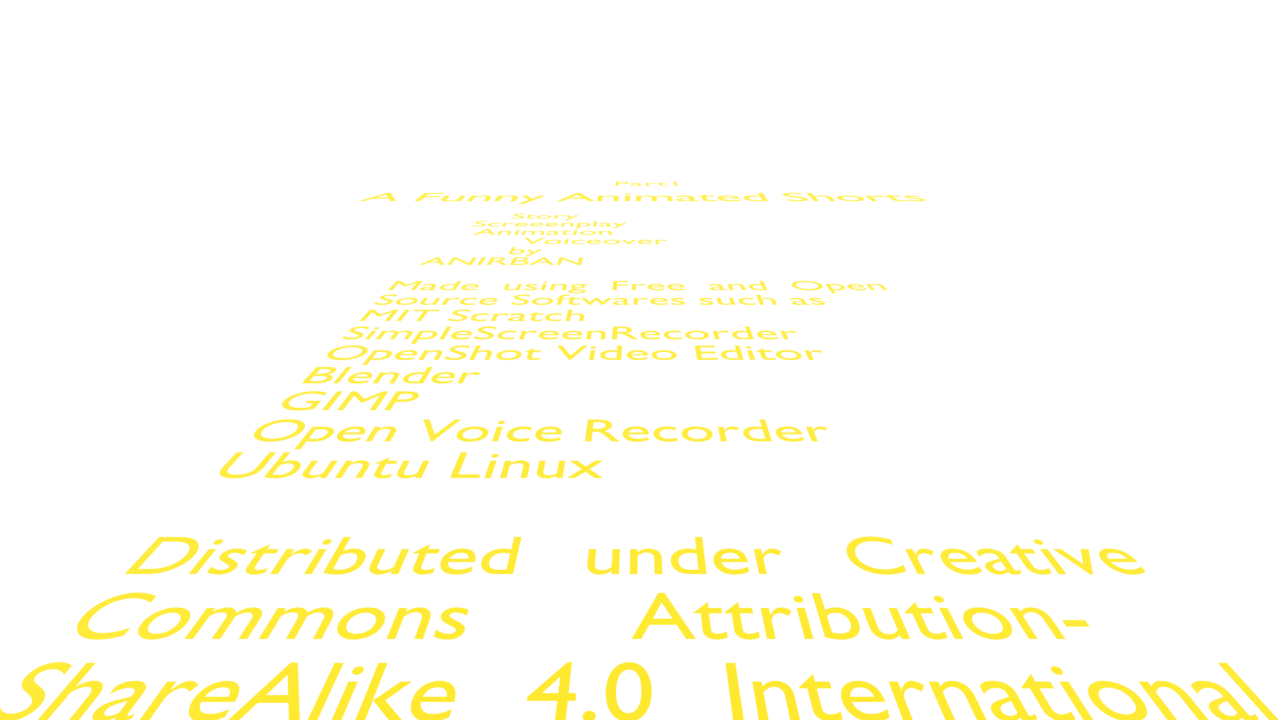 Part I
A Funny Animated Shorts
Story
Screeenplay
Animation
Voiceover
by
ANIRBAN
Made using Free and Open
Source Softwares such as
MIT Scratch
SimpleScreenRecorder
OpenShot Video Editor
Blender
GIMP
Open Voice Recorder
Ubuntu Linux
Distributed under Creative
Commons Attribution-
ShareAlike 4.0 International